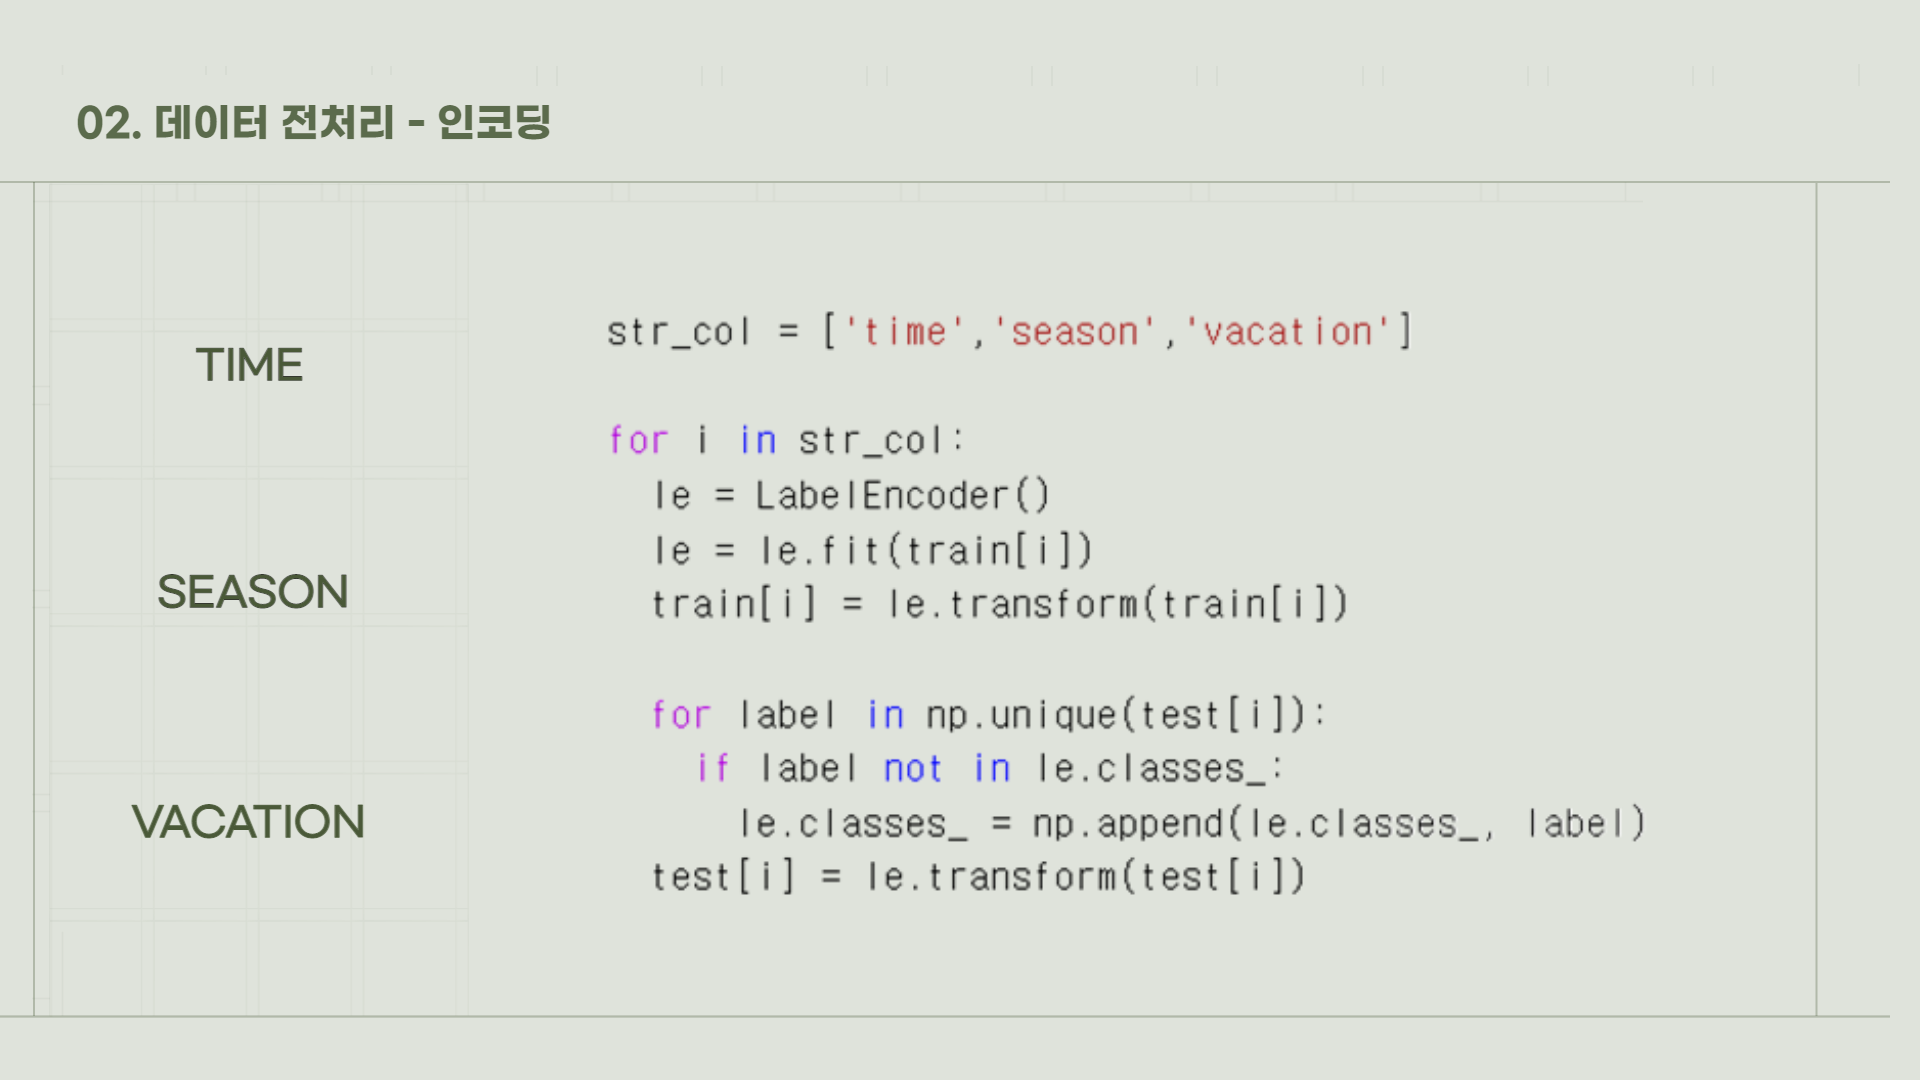 02. 데이터 전처리 - 인코딩
TIME
SEASON
VACATION
str_col = ['time','season','vacation']
for i in str_col:
  le = LabelEncoder()
  le = le.fit(train[i])
  train[i] = le.transform(train[i])
  for label in np.unique(test[i]):
    if label not in le.classes_:
      le.classes_ = np.append(le.classes_, label)
  test[i] = le.transform(test[i])